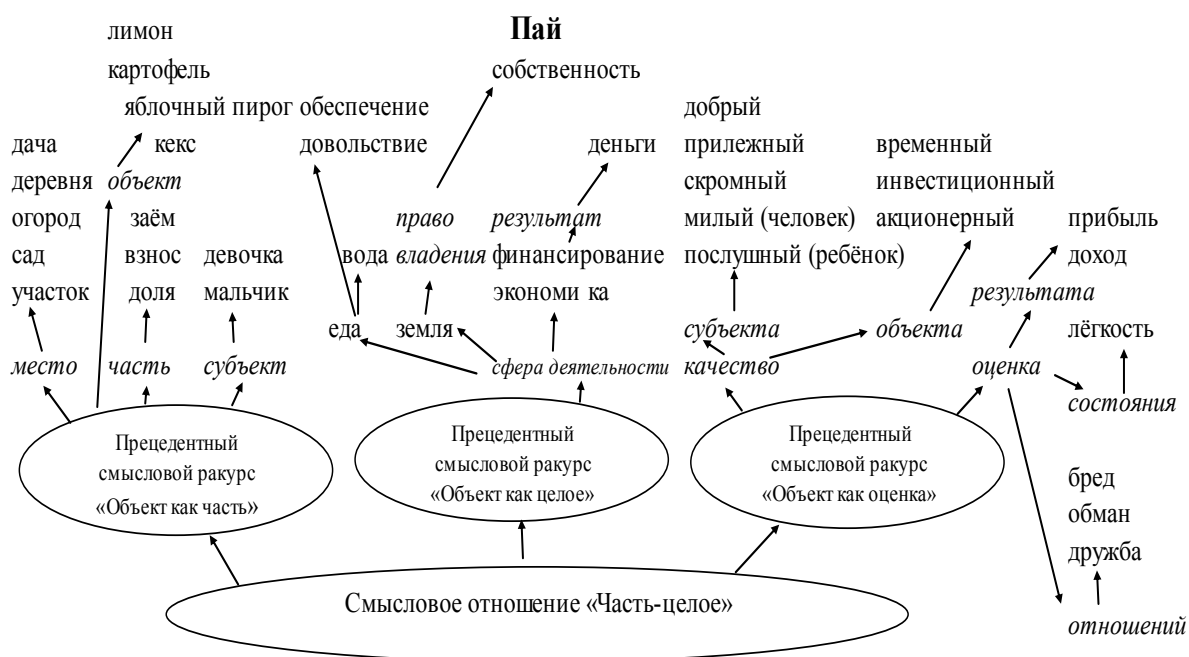 Пай
лимон
картофель
яблочный пирог
кекс
объект
дача
деревня
огород
сад
участок
место
заём
взнос
доля
часть
девочка
мальчик
субъект
обеспечение
довольствие
вода
еда
собственность
право
владения
земля
деньги
результат
финансирование
экономи ка
сфера деятельности
добрый
прилежный
скромный
милый (человек)
послушный (ребёнок)
субъекта
качество
временный
инвестиционный
акционерный
объекта
прибыль
доход
результата
оценка
лёгкость
состояния
бред
обман
дружба
отношений
Прецедентный
смысловой ракурс
«Объект как часть»
Прецедентный
смысловой ракурс
«Объект как целое»
Прецедентный
смысловой ракурс
«Объект как оценка»
Смысловое отношение «Часть-целое»